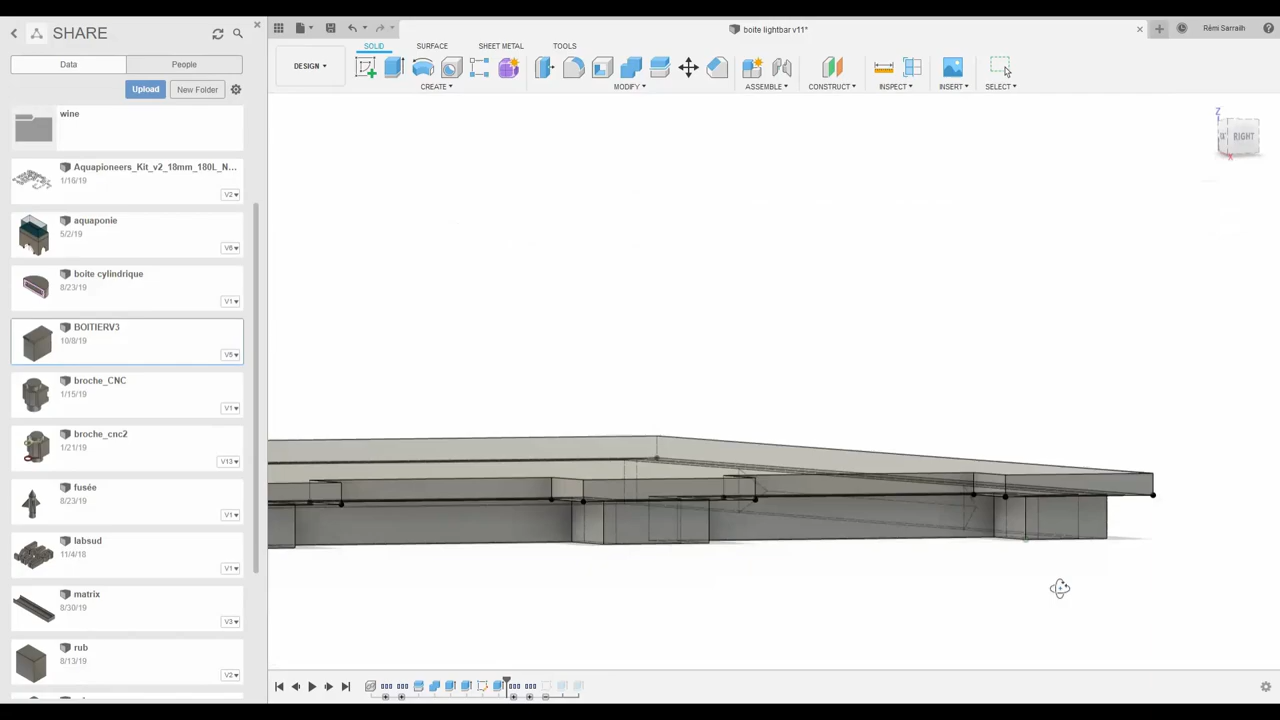 SHARE
Data
People
Upload
New Folder
wine
Aquapioneers_Kit_v2_18mm_180L_N...
1/16/19
V2▾
aquaponie
5/2/19
V6▾
boite cylindrique
8/23/19
V1▾
BOITIERV3
10/8/19
V5▾
broche_CNC
1/15/19
V1▾
broche_cnc2
1/21/19
V13▾
fusée
8/23/19
V1▾
labsud
11/4/18
V1▾
matrix
8/30/19
V3▾
rub
8/13/19
V2▾
boite lightbar v11*
Rémi Sarrailh
SOLID
SURFACE
SHEET METAL
TOOLS
DESIGN ▾
CREATE ▾
MODIFY ▾
ASSEMBLE ▾
CONSTRUCT ▾
INSPECT ▾
INSERT ▾
SELECT ▾
Z
RIGHT
X